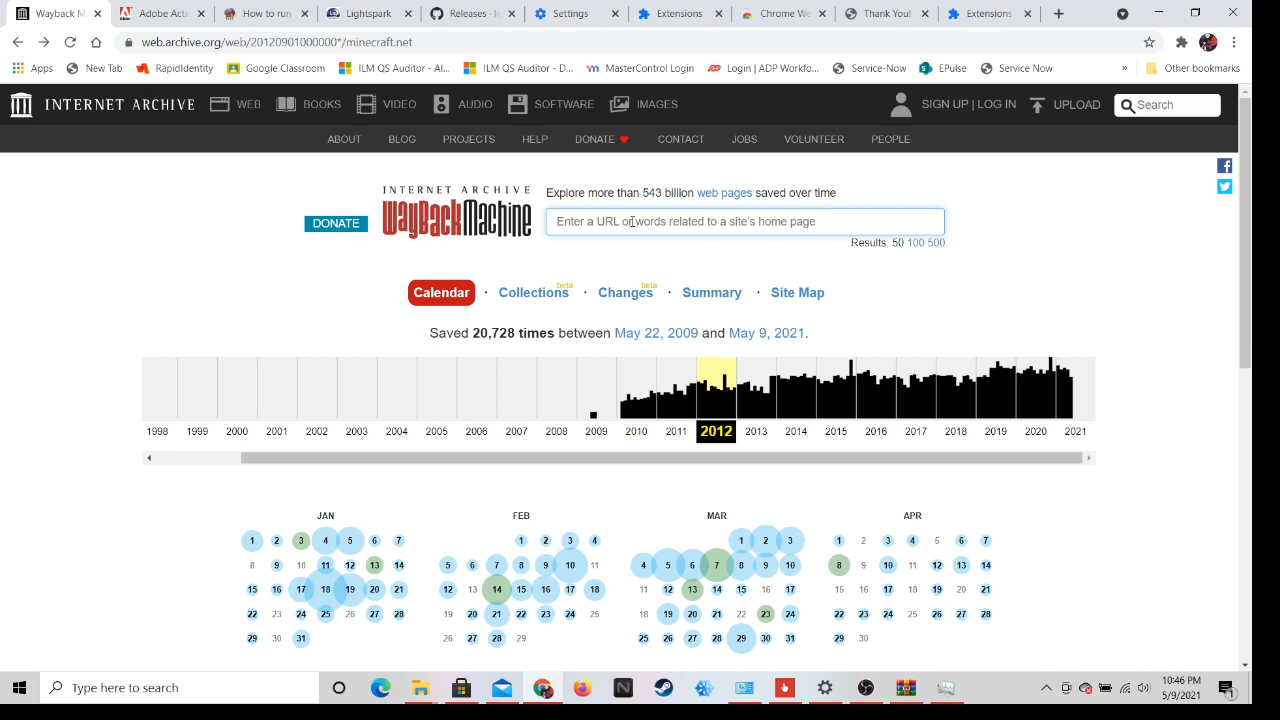 Wayback M Adobe Actio How to run Lightspark Releases · li Settings Extensions Chrome We Thank You! Extensions
web.archive.org/web/20120901000000*/minecraft.net
Apps New Tab RapidIdentity Google Classroom ILM QS Auditor - Al... ILM QS Auditor - D... MasterControl Login Login | ADP Workfo... Service-Now EPulse Service Now » Other bookmarks
INTERNET ARCHIVE WEB BOOKS VIDEO AUDIO SOFTWARE IMAGES SIGN UP | LOG IN UPLOAD Search
ABOUT BLOG PROJECTS HELP DONATE CONTACT JOBS VOLUNTEER PEOPLE
INTERNET ARCHIVE Explore more than 543 billion web pages saved over time
DONATE WayBackMachine Enter a URL or words related to a site's home page
Results: 50 100 500
Calendar · Collections beta · Changes beta · Summary · Site Map
Saved 20,728 times between May 22, 2009 and May 9, 2021.
1998 1999 2000 2001 2002 2003 2004 2005 2006 2007 2008 2009 2010 2011 2012 2013 2014 2015 2016 2017 2018 2019 2020 2021
JAN FEB MAR APR
1 2 3 4 5 6 7 1 2 3 4 1 2 3 1 2 3 4 5 6 7
8 9 10 11 12 13 14 5 6 7 8 9 10 11 4 5 6 7 8 9 10 8 9 10 11 12 13 14
15 16 17 18 19 20 21 12 13 14 15 16 17 18 11 12 13 14 15 16 17 15 16 17 18 19 20 21
22 23 24 25 26 27 28 19 20 21 22 23 24 25 18 19 20 21 22 23 24 22 23 24 25 26 27 28
29 30 31 26 27 28 29 25 26 27 28 29 30 31 29 30
Type here to search 10:46 PM
5/9/2021 1